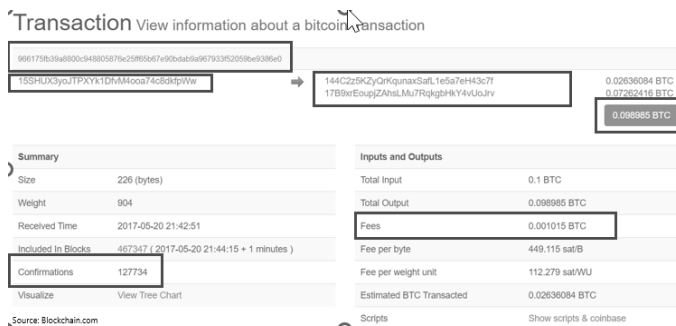 Transaction View information about a bitcoin transaction
966175fb39a8800c948805876e25ff65b67e90bdab9a967933f52059be9386e0
15SHUX3yoJTPXYk1DfvM4ooa74c8dkfpWw
144C2z5KZyQrKqunaxSafL1e5a7eH43c7f
17B9xrEoupjZAhsLMu7RqkgbHkY4vUoJrv
0.02636084 BTC
0.07262416 BTC
0.098985 BTC
Summary
Size 226 (bytes)
Weight 904
Received Time 2017-05-20 21:42:51
Included In Blocks 467347 ( 2017-05-20 21:44:15 + 1 minutes )
Confirmations 127734
Visualize View Tree Chart
Source: Blockchain.com
Inputs and Outputs
Total Input 0.1 BTC
Total Output 0.098985 BTC
Fees 0.001015 BTC
Fee per byte 449.115 sat/B
Fee per weight unit 112.279 sat/WU
Estimated BTC Transacted 0.02636084 BTC
Scripts Show scripts & coinbase